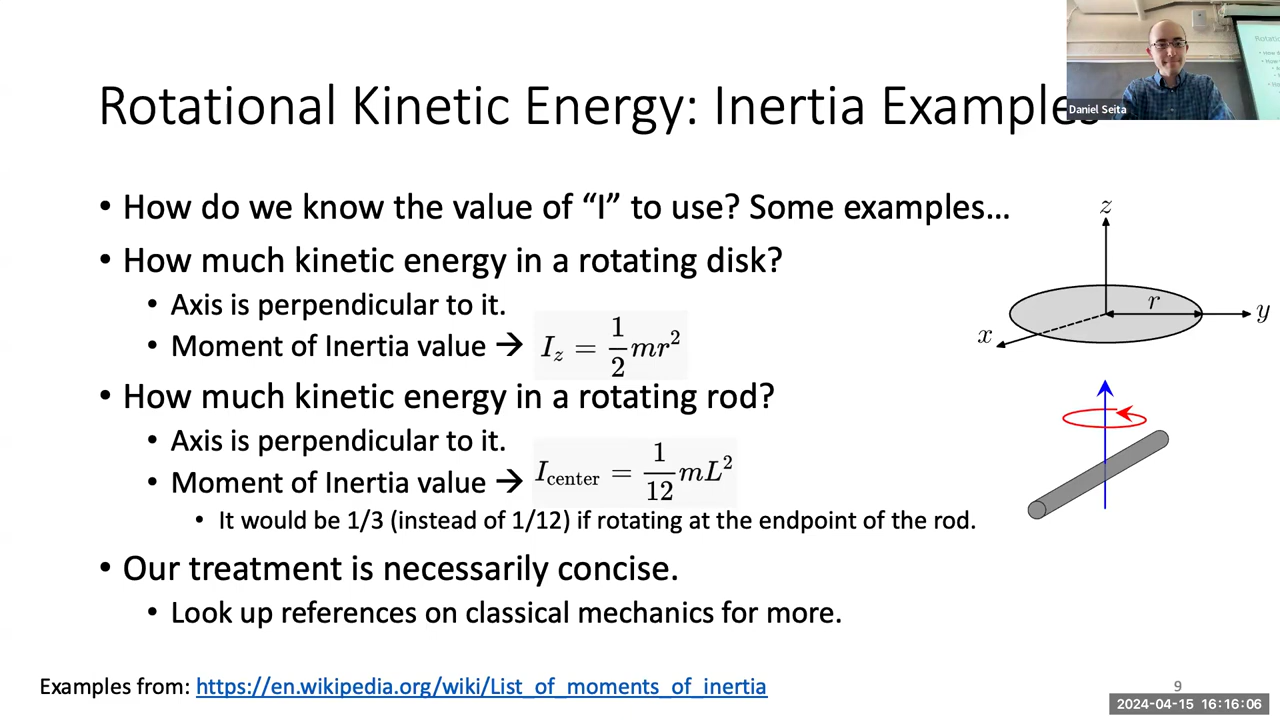 Rotational Kinetic Energy: Inertia Examples
Daniel Seita
• How do we know the value of “I” to use? Some examples…
• How much kinetic energy in a rotating disk?
• Axis is perpendicular to it.
• Moment of Inertia value → I_z = 1/2 mr²
• How much kinetic energy in a rotating rod?
• Axis is perpendicular to it.
• Moment of Inertia value → I_center = 1/12 mL²
• It would be 1/3 (instead of 1/12) if rotating at the endpoint of the rod.
• Our treatment is necessarily concise.
• Look up references on classical mechanics for more.
z
r
y
x
Examples from: https://en.wikipedia.org/wiki/List_of_moments_of_inertia
9
2024-04-15 16:16:06